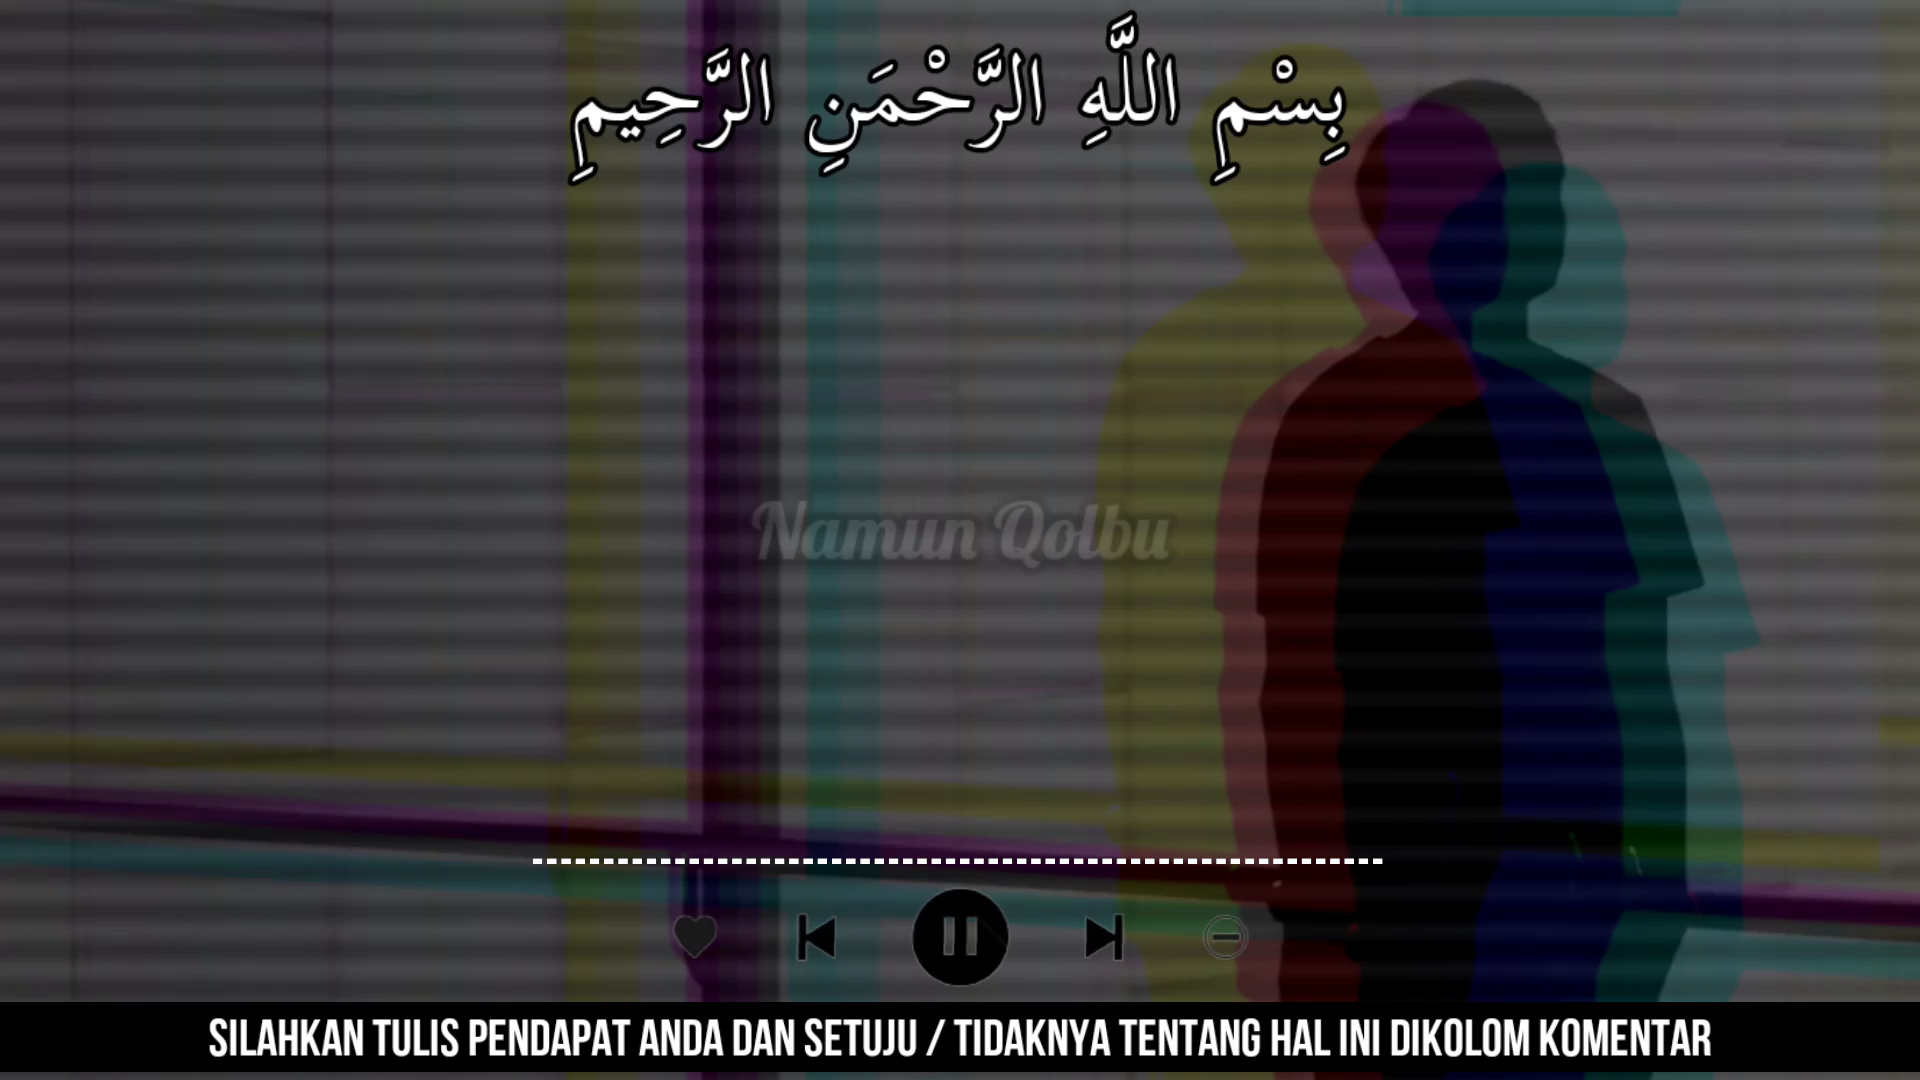 بِسْمِ اللَّهِ الرَّحْمَنِ الرَّحِيمِ
Namun Qolbu
SILAHKAN TULIS PENDAPAT ANDA DAN SETUJU / TIDAKNYA TENTANG HAL INI DIKOLOM KOMENTAR